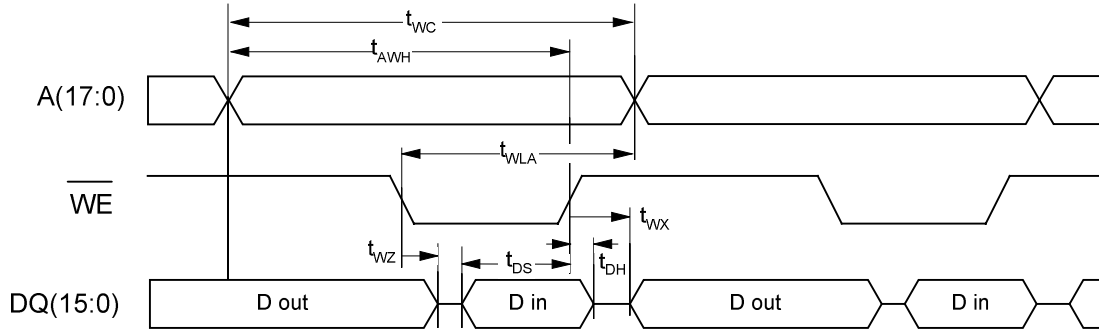 tWC
tAWH
A(17:0)
tWLA
WE
tWX
tWZ
tDS
tDH
DQ(15:0)
D out
D in
D out
D in